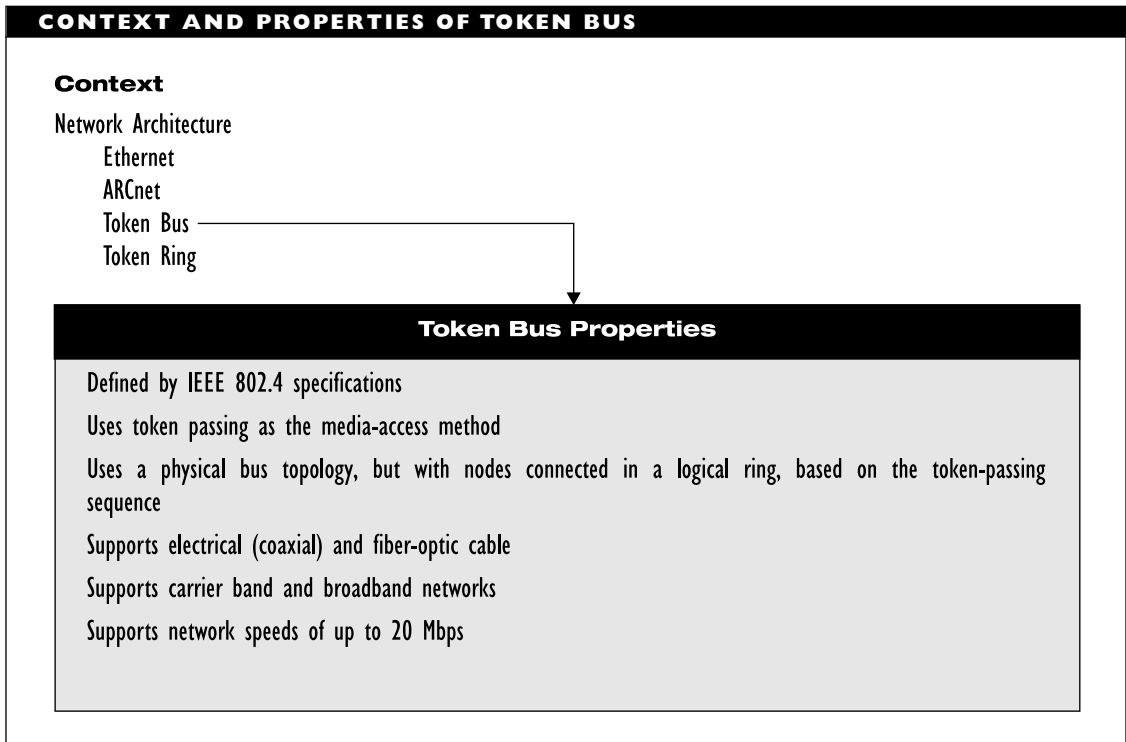 CONTEXT AND PROPERTIES OF TOKEN BUS
Context
Network Architecture
Ethernet
ARCnet
Token Bus
Token Ring
Token Bus Properties
Defined by IEEE 802.4 specifications
Uses token passing as the media-access method
Uses a physical bus topology, but with nodes connected in a logical ring, based on the token-passing
sequence
Supports electrical (coaxial) and fiber-optic cable
Supports carrier band and broadband networks
Supports network speeds of up to 20 Mbps